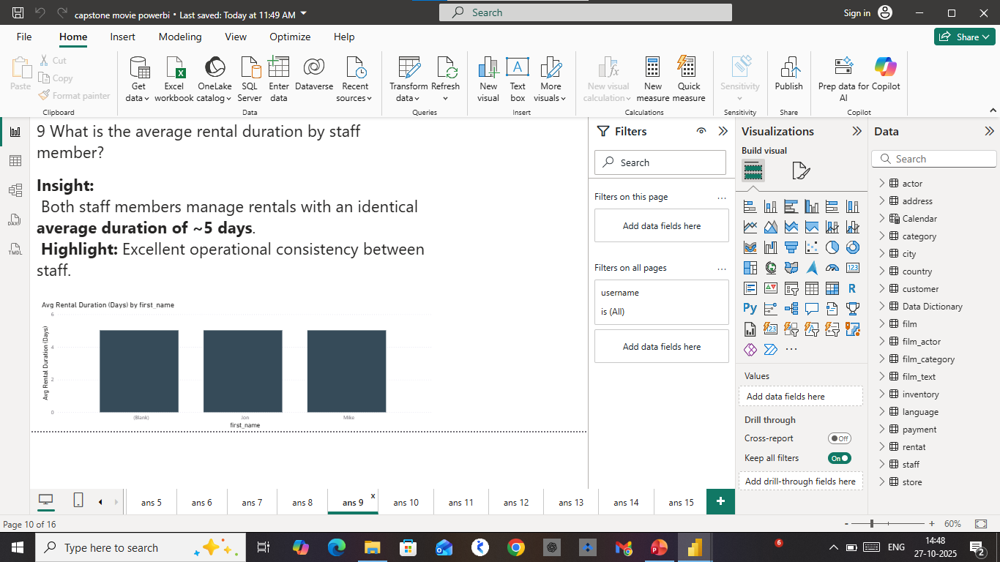 capstone movie powerbi • Last saved: Today at 11:49 AM
Search
Sign in
File Home Insert Modeling View Optimize Help
Share
Paste
Cut
Copy
Format painter
Clipboard
Get data
Excel workbook
OneLake catalog
SQL Server
Enter data
Dataverse
Recent sources
Data
Transform data
Refresh
Queries
New visual
Text box
More visuals
Insert
New visual calculation
New measure
Quick measure
Calculations
Sensitivity
Sensitivity
Publish
Share
Prep data for AI
Copilot
Copilot
DAX
TMDL
9 What is the average rental duration by staff
member?
Insight:
Both staff members manage rentals with an identical
average duration of ~5 days.
Highlight: Excellent operational consistency between
staff.
Avg Rental Duration (Days) by first_name
Avg Rental Duration (Days)
6
4
2
0
(Blank) Jon Mike
first_name
Filters
Search
Filters on this page ...
Add data fields here
Filters on all pages ...
username
is (All)
Add data fields here
Visualizations
Build visual
123
R
Py
123
...
Values
Add data fields here
Drill through
Cross-report Off
Keep all filters On
Add drill-through fields here
Data
Search
actor
address
Calendar
category
city
country
customer
Data Dictionary
film
film_actor
film_category
film_text
inventory
language
payment
rentat
staff
store
ans 5 ans 6 ans 7 ans 8 ans 9 x ans 10 ans 11 ans 12 ans 13 ans 14 ans 15 +
Page 10 of 16
- + 60%
Type here to search
6
ENG
14:48
27-10-2025
2